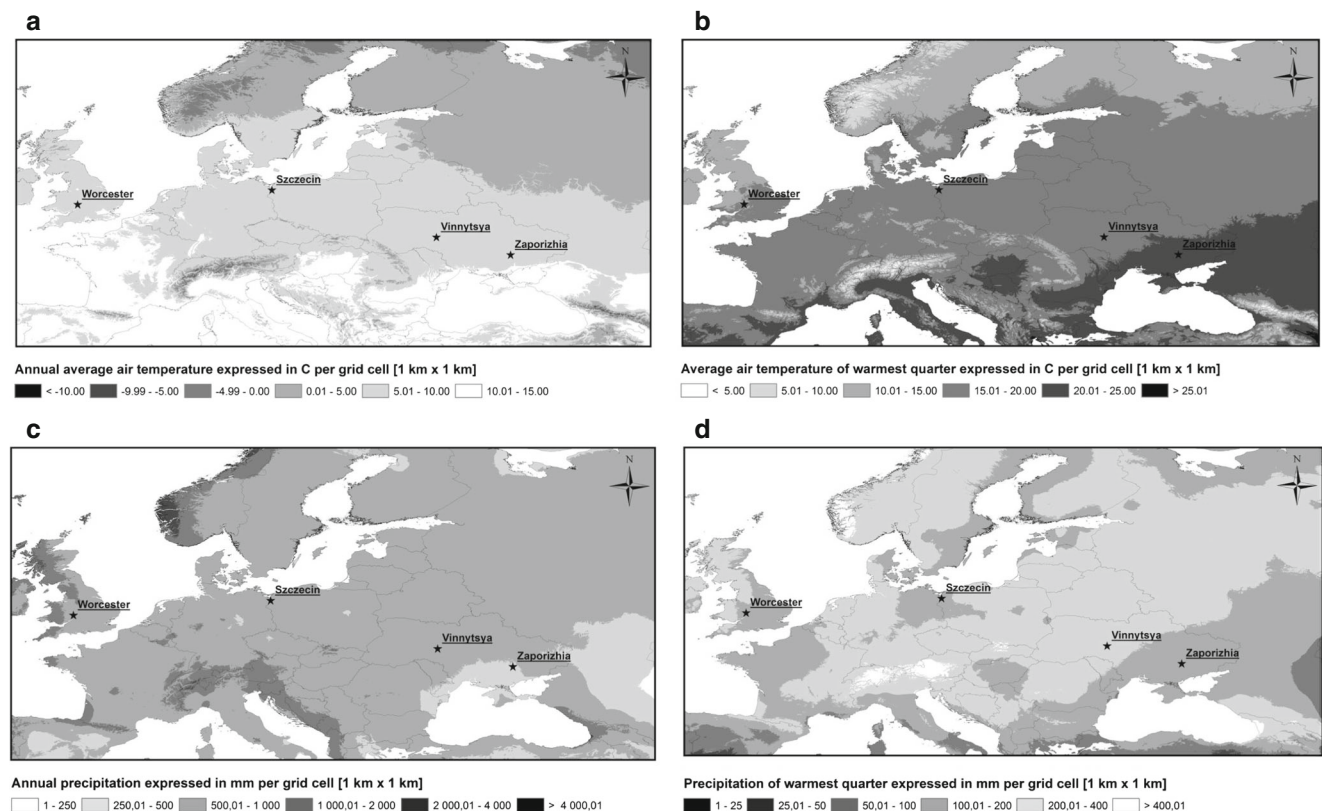 a
N
Worcester
Szczecin
Vinnytsya
Zaporizhia
Annual average air temperature expressed in C per grid cell [1 km x 1 km]
< -10.00 -9.99 - -5.00 -4.99 - 0.00 0.01 - 5.00 5.01 - 10.00 10.01 - 15.00
b
N
Worcester
Szczecin
Vinnytsya
Zaporizhia
Average air temperature of warmest quarter expressed in C per grid cell [1 km x 1 km]
< 5.00 5.01 - 10.00 10.01 - 15.00 15.01 - 20.00 20.01 - 25.00 > 25.01
c
N
Worcester
Szczecin
Vinnytsya
Zaporizhia
Annual precipitation expressed in mm per grid cell [1 km x 1 km]
1 - 250 250,01 - 500 500,01 - 1 000 1 000,01 - 2 000 2 000,01 - 4 000 > 4 000,01
d
N
Worcester
Szczecin
Vinnytsya
Zaporizhia
Precipitation of warmest quarter expressed in mm per grid cell [1 km x 1 km]
1 - 25 25,01 - 50 50,01 - 100 100,01 - 200 200,01 - 400 > 400,01